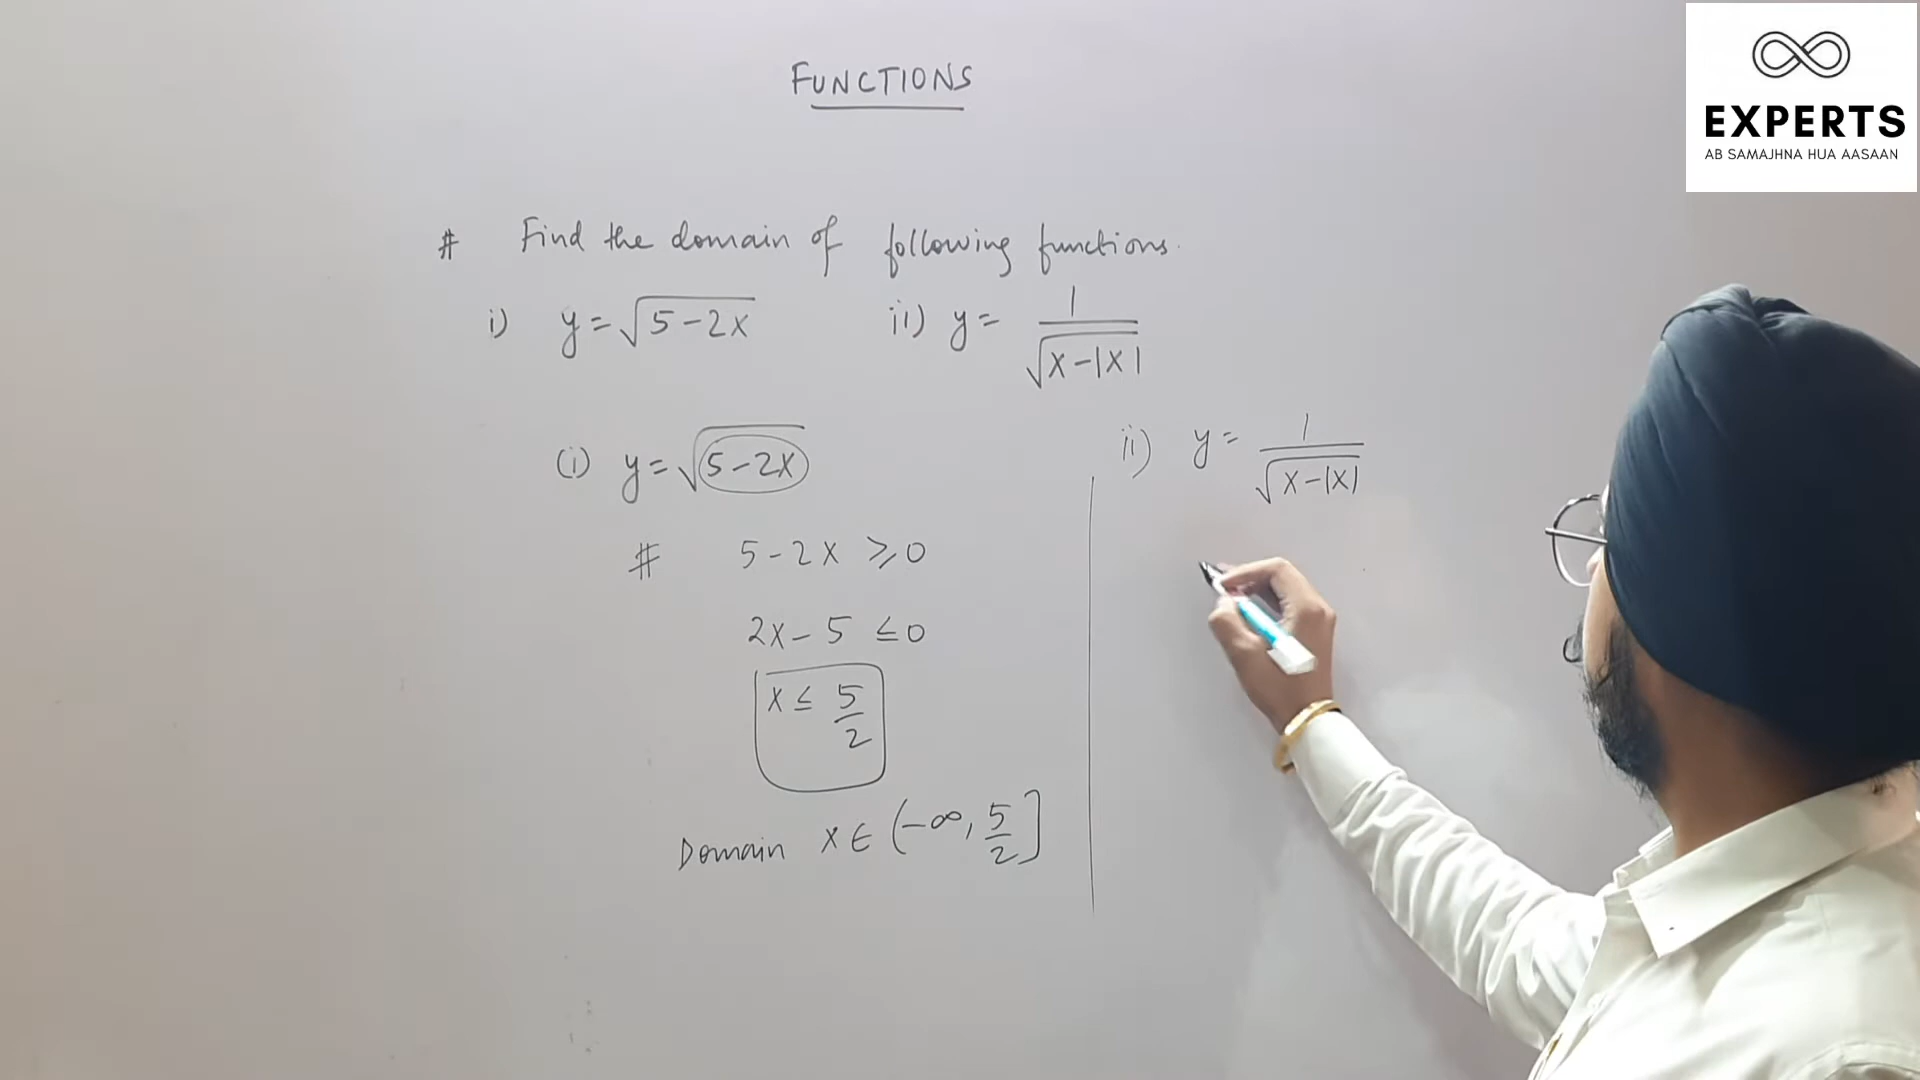 FUNCTIONS
EXPERTS
AB SAMAJHNA HUA AASAAN
# Find the domain of following functions.
i) y = √(5-2x) ii) y = 1/√(x-|x|)
(i) y = √(5-2x)
# 5-2x ≥ 0
2x-5 ≤ 0
x ≤ 5/2
Domain x ∈ (-∞, 5/2]
ii) y = 1/√(x-|x|)